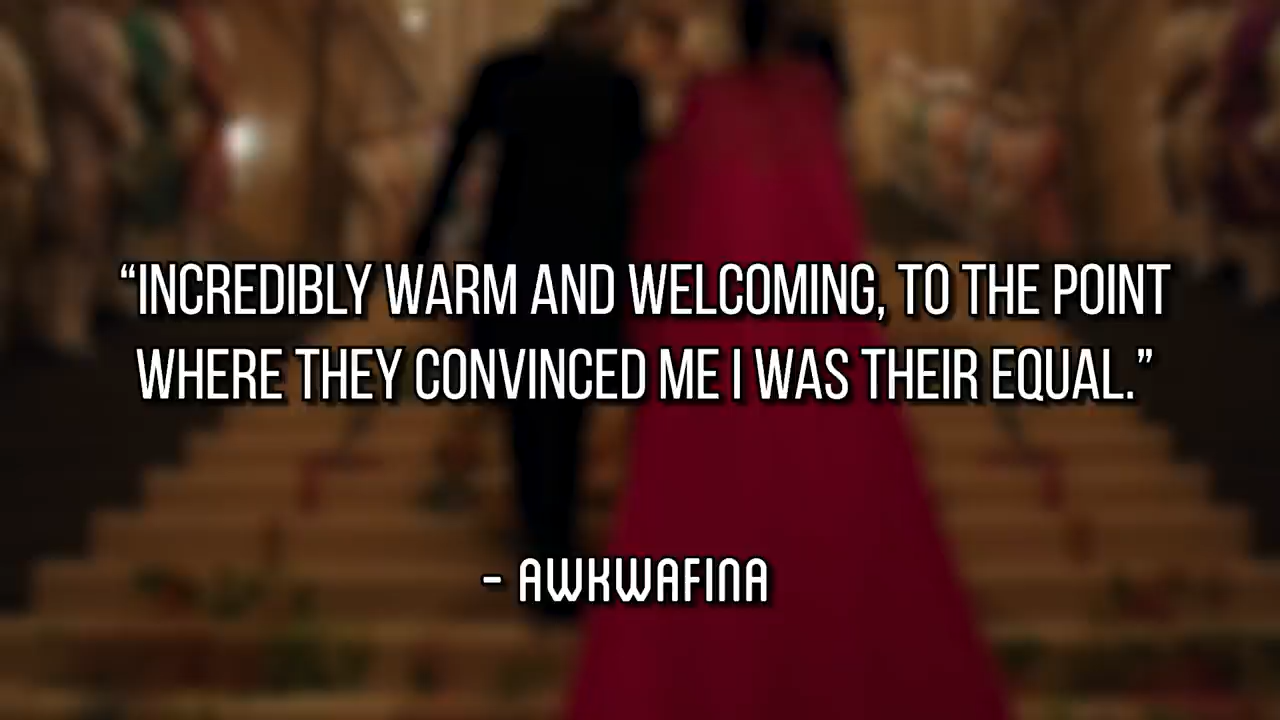 “INCREDIBLY WARM AND WELCOMING, TO THE POINT
WHERE THEY CONVINCED ME I WAS THEIR EQUAL.”
- AWKWAFINA